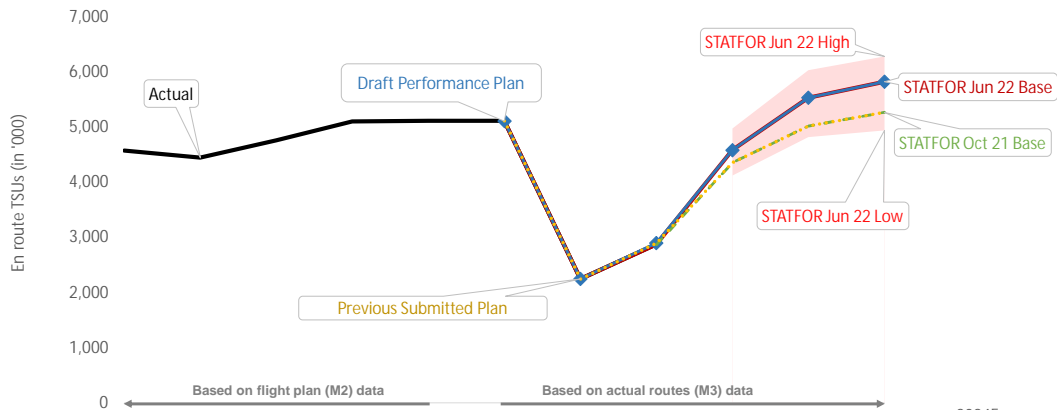 7,000
6,000
5,000
4,000
3,000
2,000
1,000
0
En route TSUs (in '000)
Actual
Draft Performance Plan
STATFOR Jun 22 High
STATFOR Jun 22 Base
STATFOR Oct 21 Base
STATFOR Jun 22 Low
Previous Submitted Plan
Based on flight plan (M2) data
Based on actual routes (M3) data